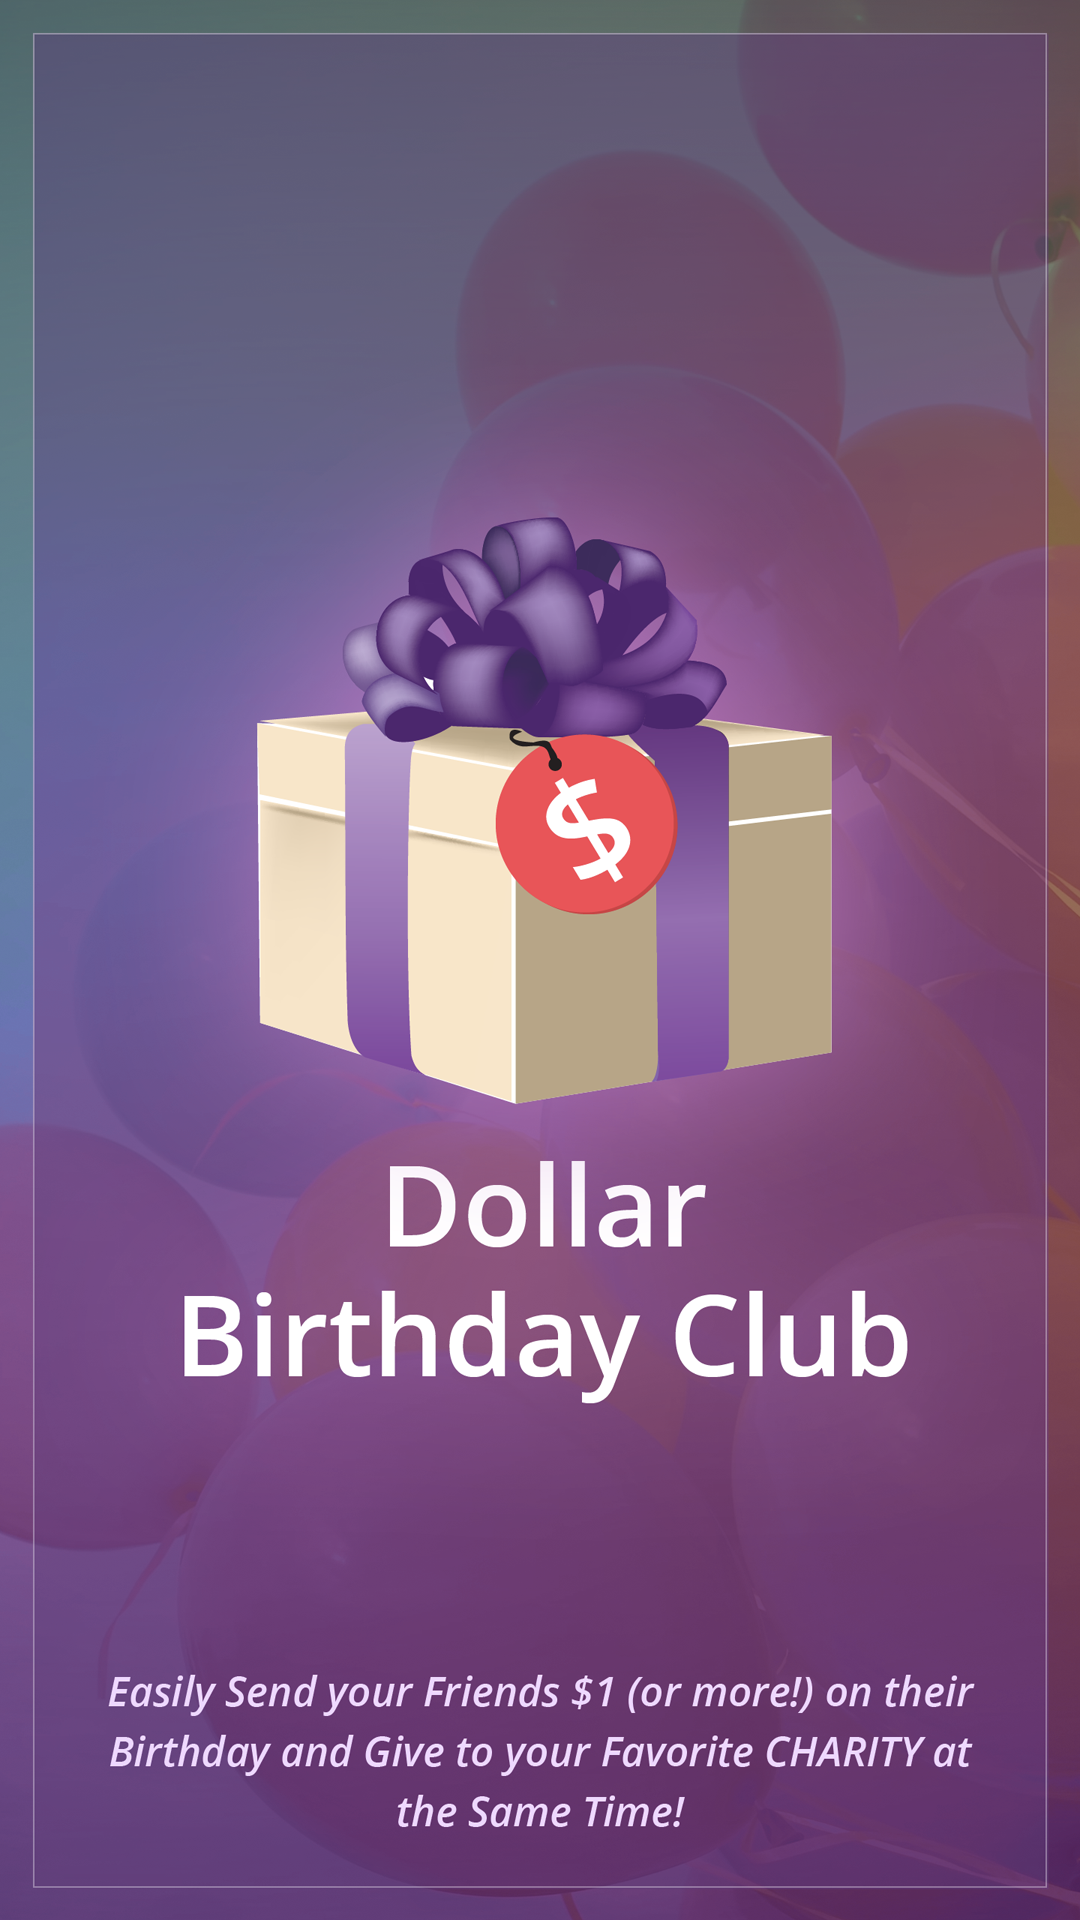 $
Dollar
Birthday Club
Easily Send your Friends $1 (or more!) on their
Birthday and Give to your Favorite CHARITY at
the Same Time!